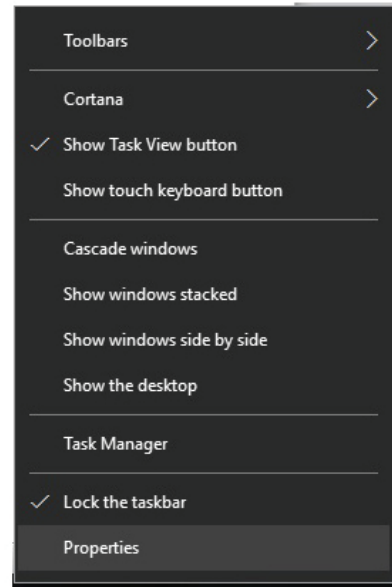 Toolbars
Cortana
Show Task View button
Show touch keyboard button
Cascade windows
Show windows stacked
Show windows side by side
Show the desktop
Task Manager
Lock the taskbar
Properties